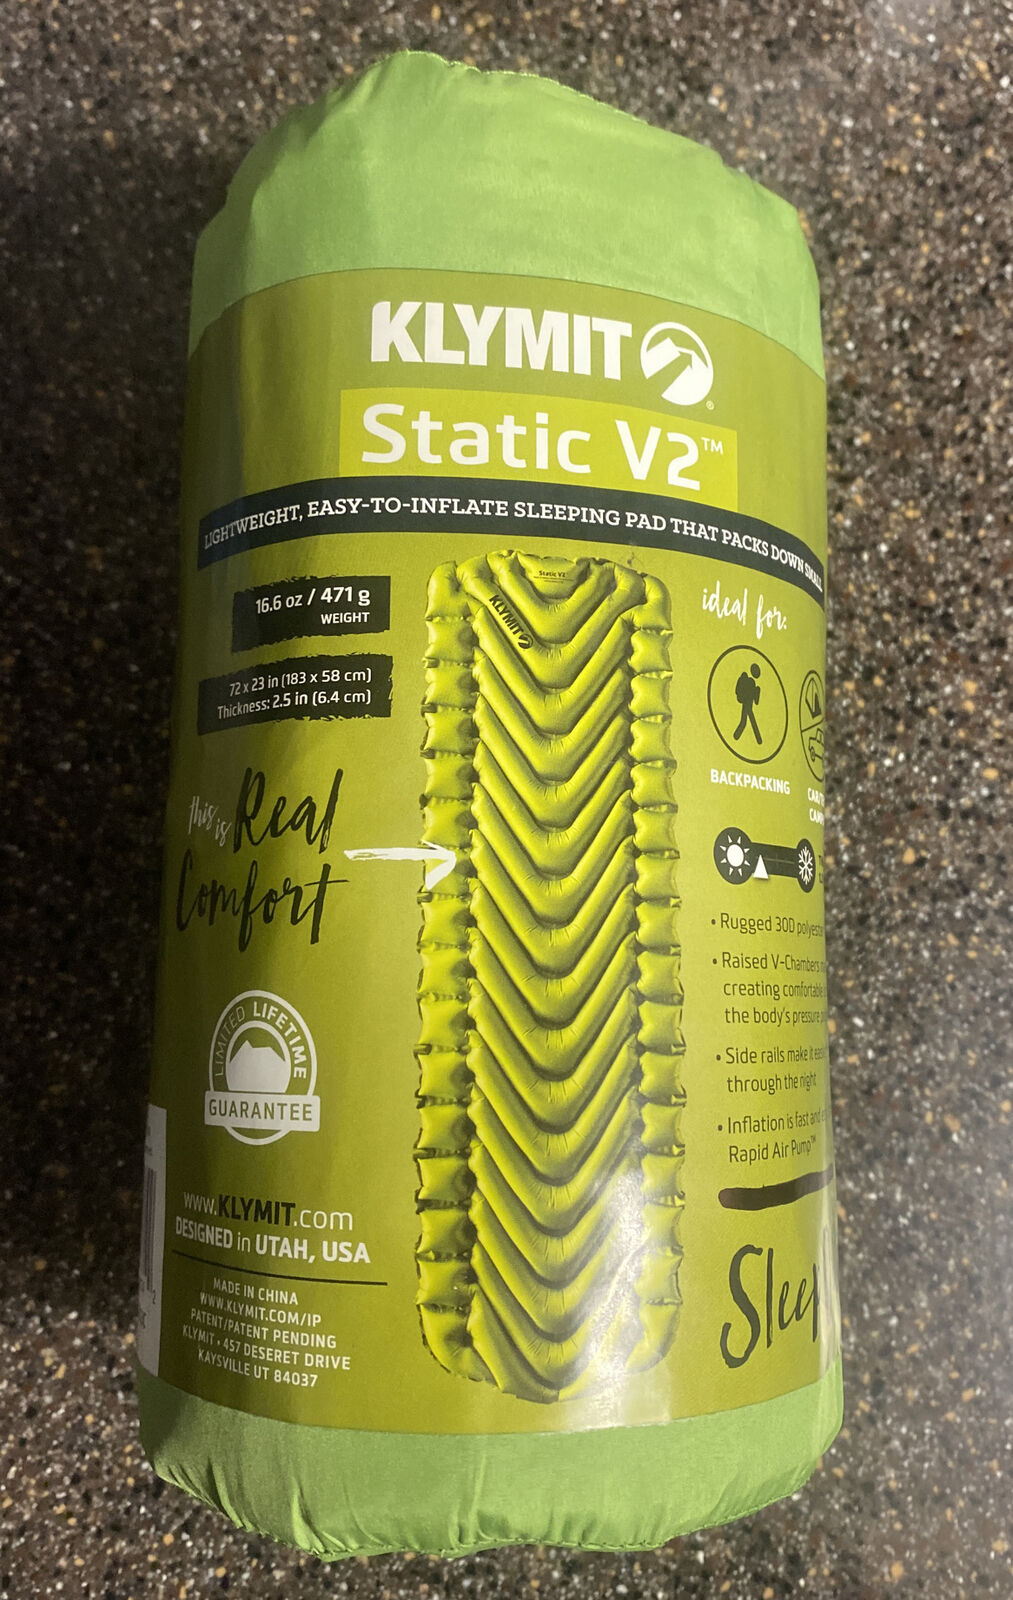 KLYMIT
Static V2™
LIGHTWEIGHT, EASY-TO-INFLATE SLEEPING PAD THAT PACKS DOWN SMALL
16.6 oz / 471 g
WEIGHT
72 x 23 in (183 x 58 cm)
Thickness: 2.5 in (6.4 cm)
this is Real
Comfort
LIMITED LIFETIME
GUARANTEE
www.KLYMIT.com
DESIGNED in UTAH, USA
MADE IN CHINA
WWW.KLYMIT.COM/IP
PATENT/PATENT PENDING
KLYMIT • 457 DESERET DRIVE
KAYSVILLE UT 84037
Static V2
KLYMIT
ideal for:
BACKPACKING
• Rugged 30D
• Raised V-Chambers
creating comfortable
the body's pressure
• Side rails make it
through the night
• Inflation is fast and
Rapid Air Pump™